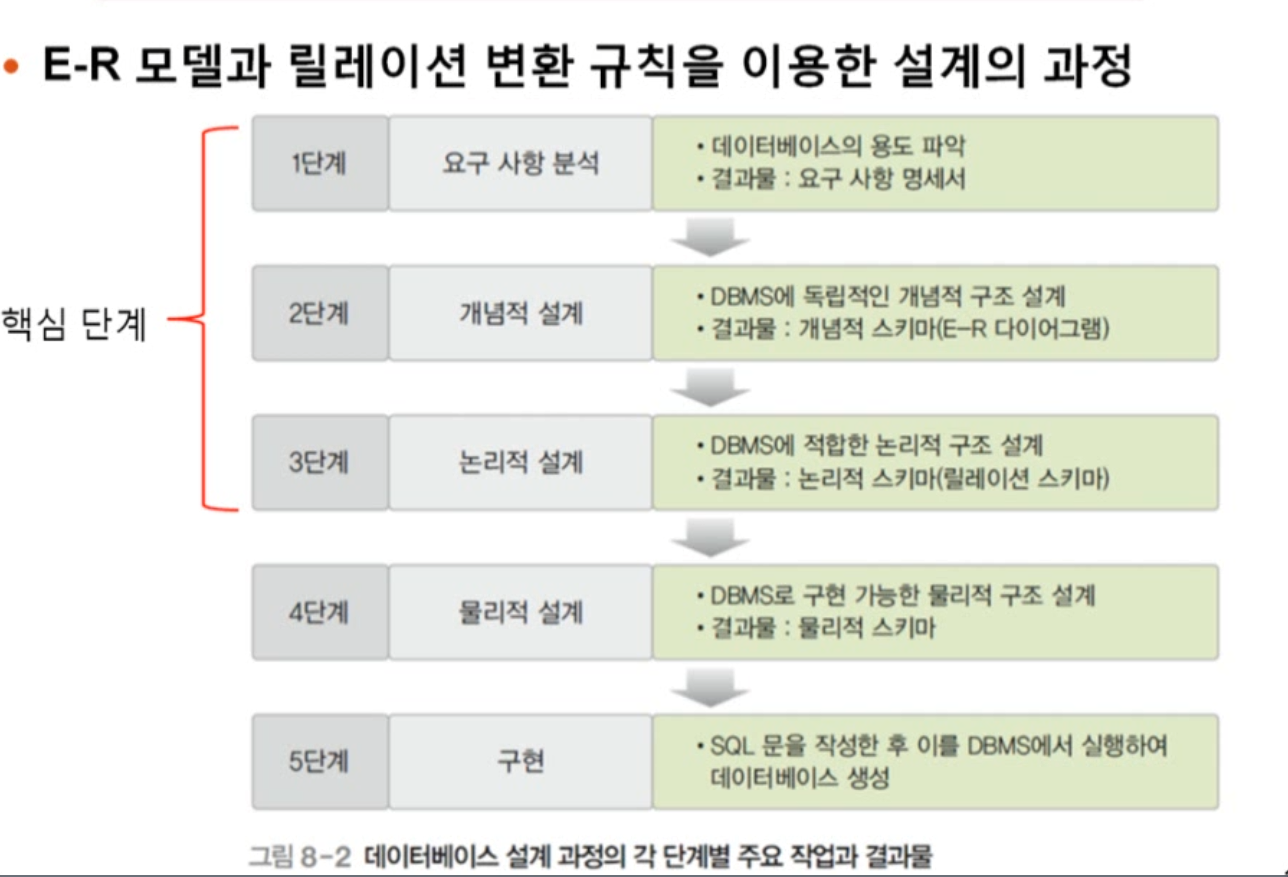 • E-R 모델과 릴레이션 변환 규칙을 이용한 설계의 과정
핵심 단계
1단계
요구 사항 분석
• 데이터베이스의 용도 파악
• 결과물 : 요구 사항 명세서
2단계
개념적 설계
• DBMS에 독립적인 개념적 구조 설계
• 결과물 : 개념적 스키마(E-R 다이어그램)
3단계
논리적 설계
• DBMS에 적합한 논리적 구조 설계
• 결과물 : 논리적 스키마(릴레이션 스키마)
4단계
물리적 설계
• DBMS로 구현 가능한 물리적 구조 설계
• 결과물 : 물리적 스키마
5단계
구현
• SQL 문을 작성한 후 이를 DBMS에서 실행하여
데이터베이스 생성
그림 8-2 데이터베이스 설계 과정의 각 단계별 주요 작업과 결과물